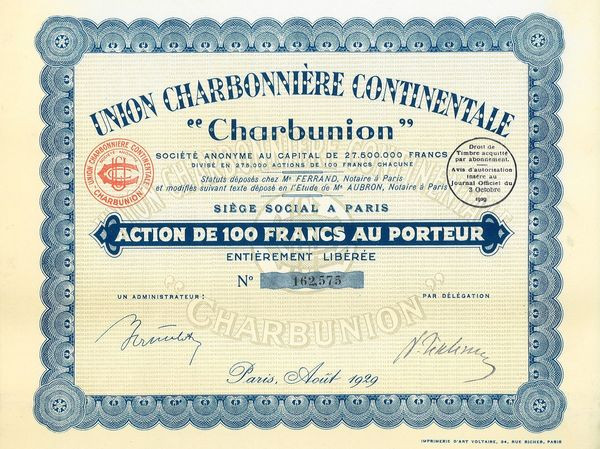 UNION CHARBONNIÈRE CONTINENTALE
"Charbunion"
SOCIÉTÉ ANONYME AU CAPITAL DE 27.500.000 FRANCS
DIVISÉ EN 275.000 ACTIONS DE 100 FRANCS CHACUNE
Statuts déposés chez Me FERRAND, Notaire à Paris
et modifiés suivant texte déposé en l'Etude de Me AUBRON, Notaire à Paris
UNION CHARBONNIÈRE CONTINENTALE
SOCIÉTÉ ANONYME
CHARBUNION
Droit de
Timbre acquitté
par abonnement.
Avis d'autorisation
inséré au
Journal Officiel du
3 Octobre
1929
SIÈGE SOCIAL A PARIS
ACTION DE 100 FRANCS AU PORTEUR
ENTIÈREMENT LIBÉRÉE
No 162,575
UN ADMINISTRATEUR:
PAR DÉLÉGATION
"CHARBUNION"
Paris, Août 1929
IMPRIMERIE D'ART VOLTAIRE, 34, RUE RICHER, PARIS